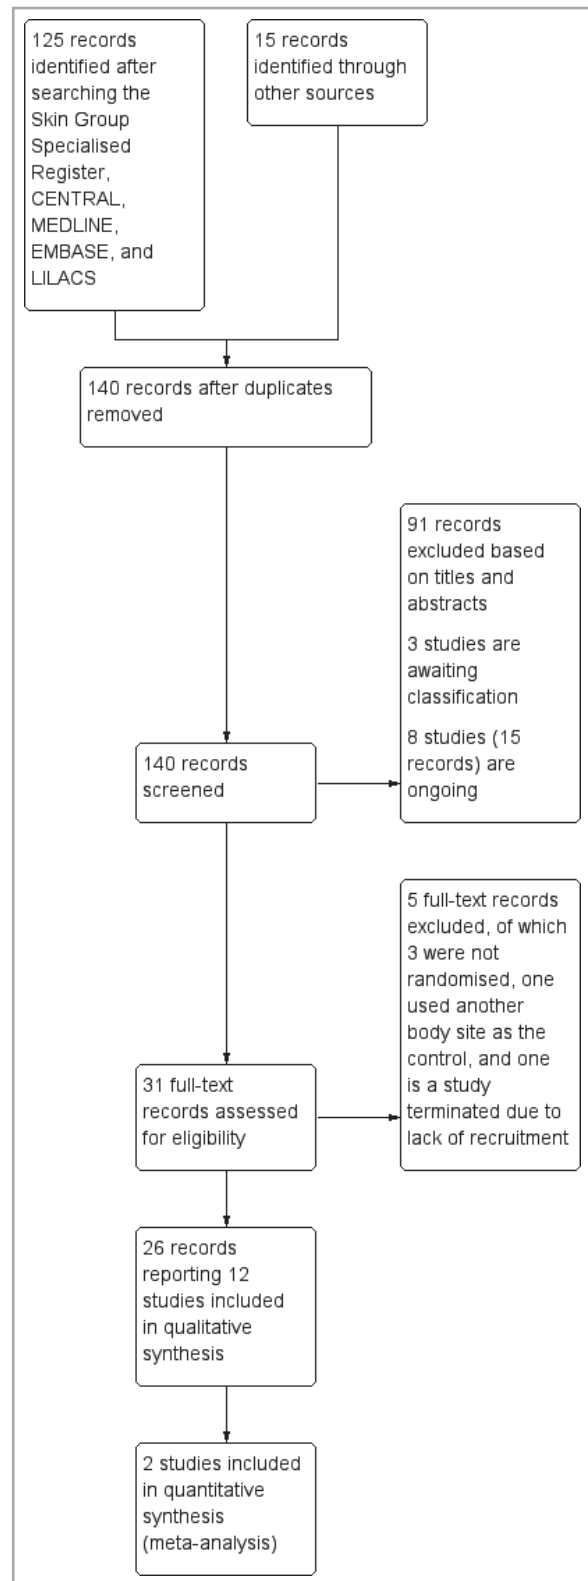 125 records
identified after
searching the
Skin Group
Specialised
Register,
CENTRAL,
MEDLINE,
EMBASE, and
LILACS
15 records
identified through
other sources
140 records after duplicates
removed
91 records
excluded based
on titles and
abstracts
3 studies are
awaiting
classification
8 studies (15
records) are
ongoing
140 records
screened
5 full-text records
excluded, of which
3 were not
randomised, one
used another
body site as the
control, and one
is a study
terminated due to
lack of recruitment
31 full-text
records assessed
for eligibility
26 records
reporting 12
studies included
in qualitative
synthesis
2 studies included
in quantitative
synthesis
(meta-analysis)